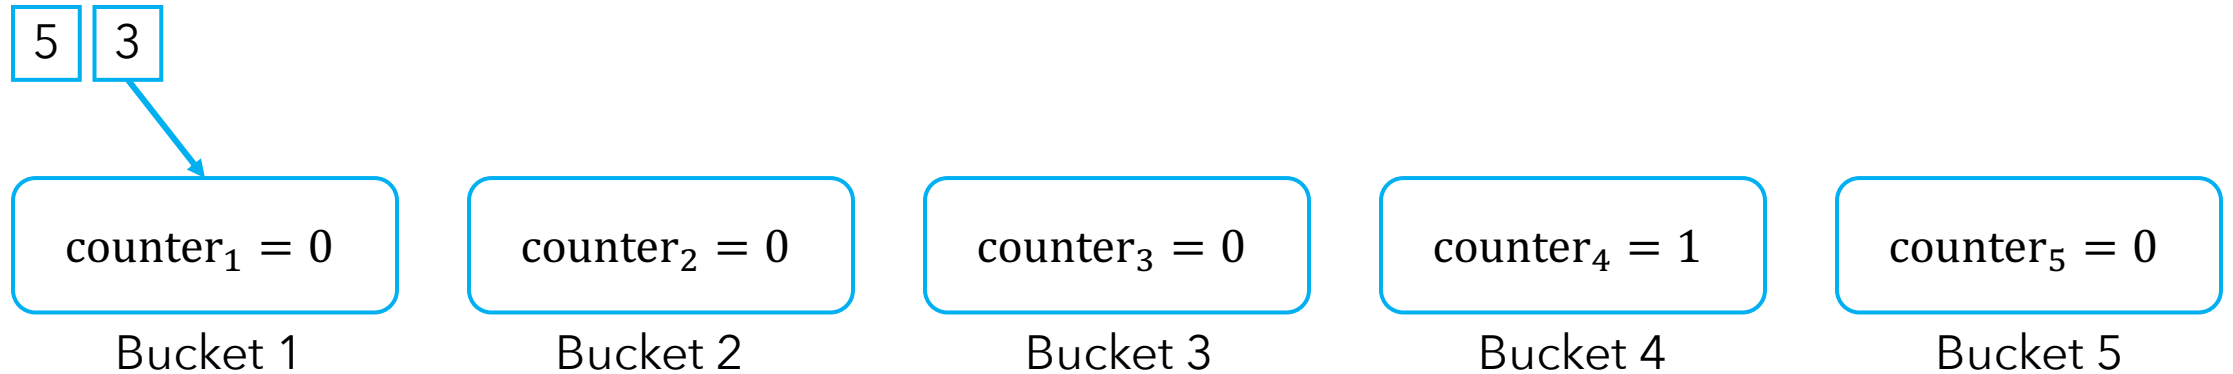 5 3
counter₁ = 0 counter₂ = 0 counter₃ = 0 counter₄ = 1 counter₅ = 0
Bucket 1 Bucket 2 Bucket 3 Bucket 4 Bucket 5